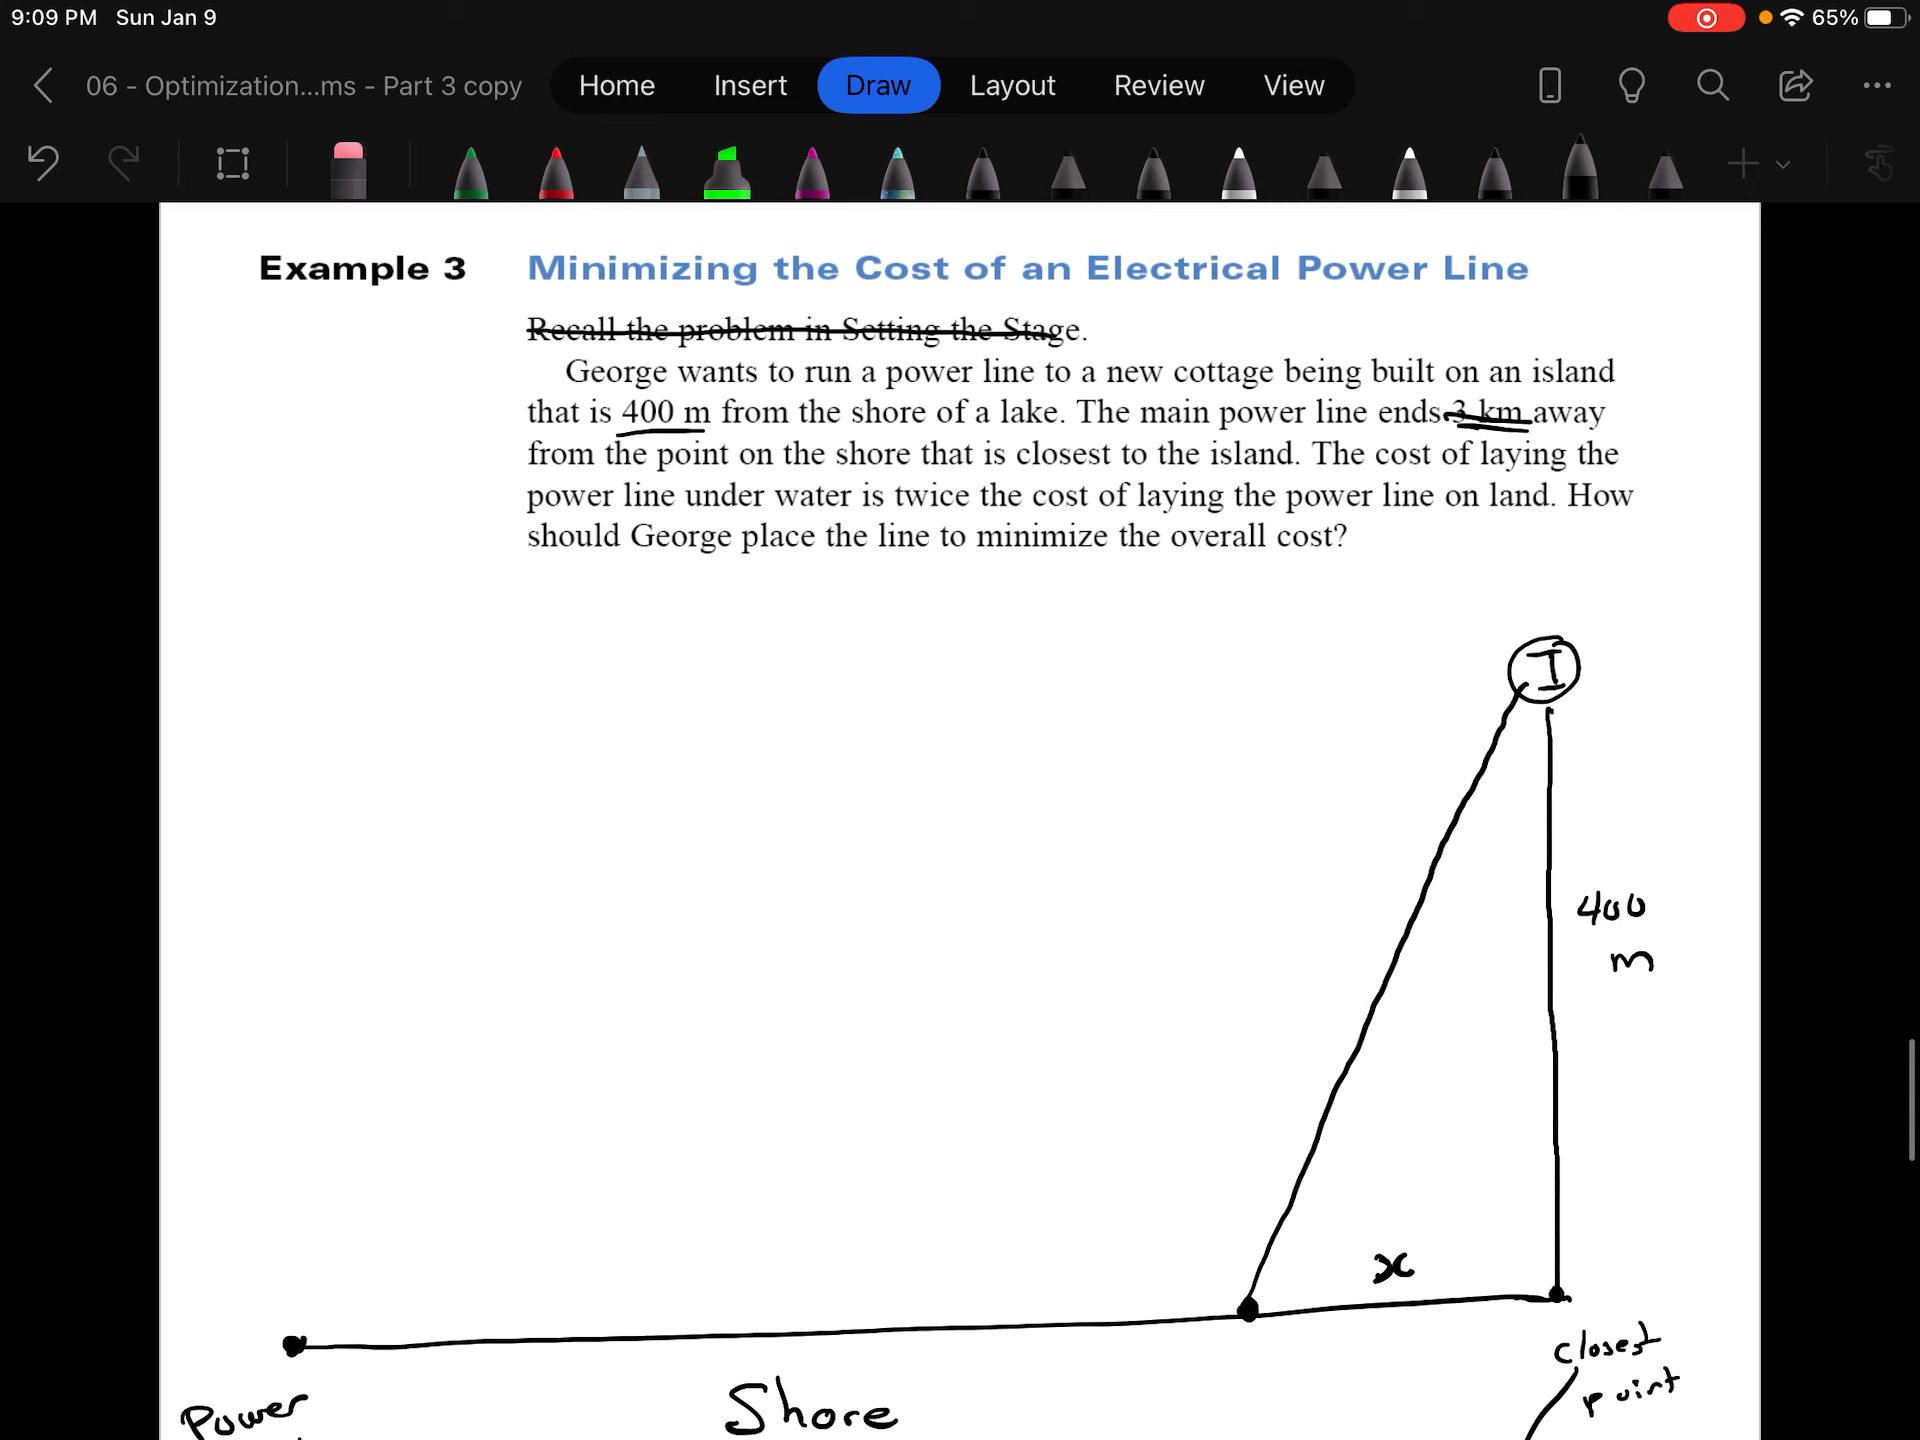 9:09 PM Sun Jan 9
65%
06 - Optimization...ms - Part 3 copy
Home Insert Draw Layout Review View
Example 3 Minimizing the Cost of an Electrical Power Line
Recall the problem in Setting the Stage.
George wants to run a power line to a new cottage being built on an island
that is 400 m from the shore of a lake. The main power line ends 3 km away
from the point on the shore that is closest to the island. The cost of laying the
power line under water is twice the cost of laying the power line on land. How
should George place the line to minimize the overall cost?
I
400
m
x
closest
point
Power
Shore